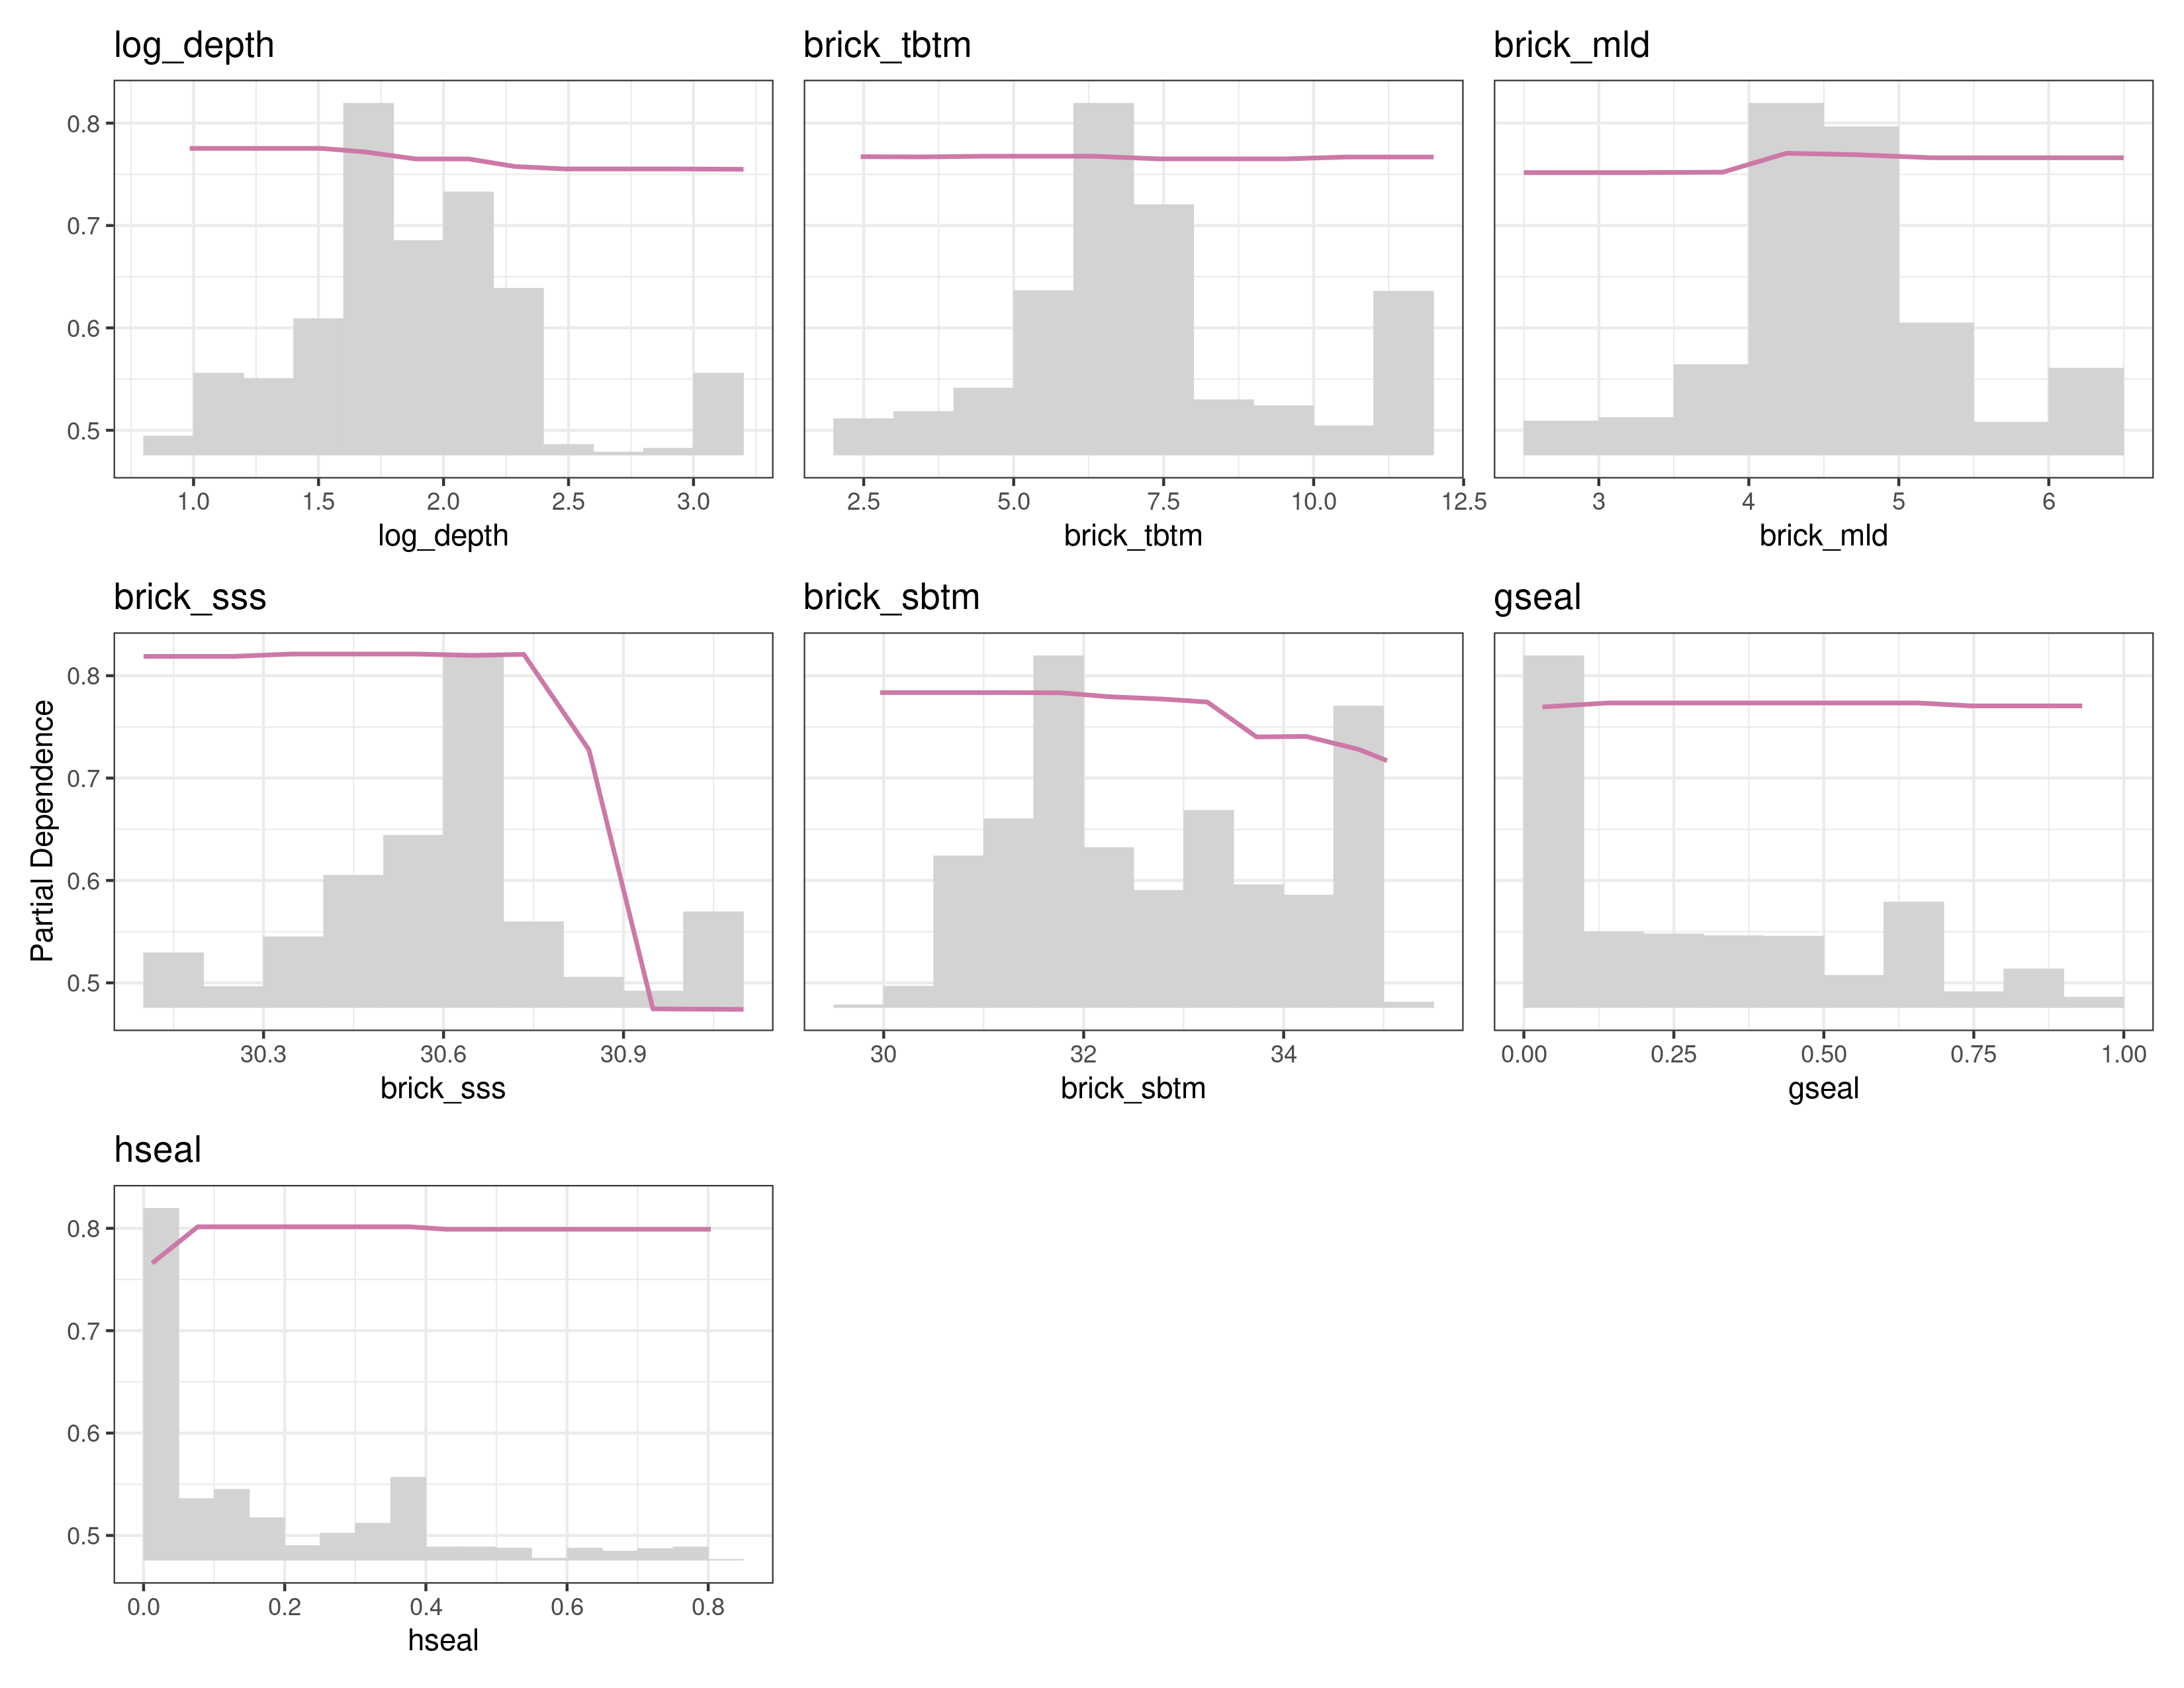 log_depth
brick_tbtm
brick_mld
0.8
0.7
0.6
0.5
1.0 1.5 2.0 2.5 3.0
2.5 5.0 7.5 10.0 12.5
3 4 5 6
log_depth
brick_tbtm
brick_mld
brick_sss
brick_sbtm
gseal
Partial Dependence
0.8
0.7
0.6
0.5
30.3 30.6 30.9
30 32 34
0.00 0.25 0.50 0.75 1.00
brick_sss
brick_sbtm
gseal
hseal
0.8
0.7
0.6
0.5
0.0 0.2 0.4 0.6 0.8
hseal